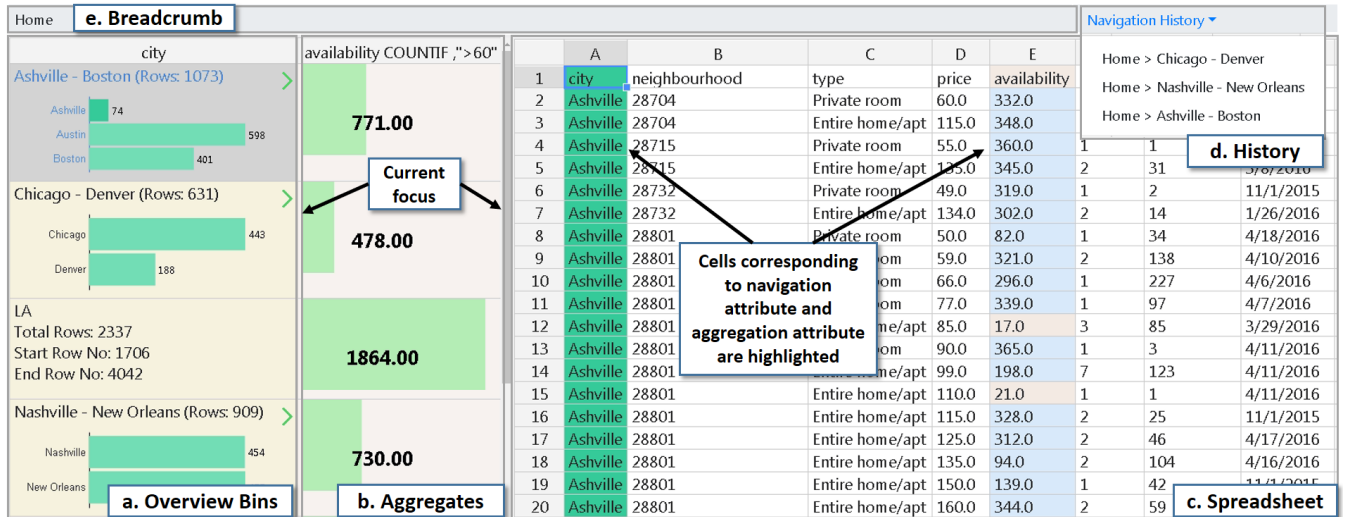 Home
e. Breadcrumb
Navigation History
Home > Chicago - Denver
Home > Nashville - New Orleans
Home > Ashville - Boston
d. History
city
Ashville - Boston (Rows: 1073)
Ashville 74
Austin 598
Boston 401
Chicago - Denver (Rows: 631)
Chicago 443
Denver 188
LA
Total Rows: 2337
Start Row No: 1706
End Row No: 4042
Nashville - New Orleans (Rows: 909)
Nashville 454
New Orleans
a. Overview Bins
availability COUNTIF ,">60"
771.00
Current
focus
478.00
1864.00
730.00
b. Aggregates
A B C D E
1 city neighbourhood type price availability
2 Ashville 28704 Private room 60.0 332.0
3 Ashville 28704 Entire home/apt 115.0 348.0
4 Ashville 28715 Private room 55.0 360.0 1 1
5 Ashville 28715 Entire home/apt 135.0 345.0 2 31 3/8/2016
6 Ashville 28732 Private room 49.0 319.0 1 2 11/1/2015
7 Ashville 28732 Entire home/apt 134.0 302.0 2 14 1/26/2016
8 Ashville 28801 Private room 50.0 82.0 1 34 4/18/2016
9 Ashville 28801 om 59.0 321.0 2 138 4/10/2016
10 Ashville 28801 om 66.0 296.0 1 227 4/6/2016
11 Ashville 28801 om 77.0 339.0 1 97 4/7/2016
12 Ashville 28801 me/apt 85.0 17.0 3 85 3/29/2016
13 Ashville 28801 om 90.0 365.0 1 3 4/11/2016
14 Ashville 28801 me/apt 99.0 198.0 7 123 4/11/2016
15 Ashville 28801 Entire home/apt 110.0 21.0 1 1 4/11/2016
16 Ashville 28801 Entire home/apt 115.0 328.0 2 25 11/1/2015
17 Ashville 28801 Entire home/apt 125.0 312.0 2 46 4/17/2016
18 Ashville 28801 Entire home/apt 135.0 94.0 2 104 4/16/2016
19 Ashville 28801 Entire home/apt 150.0 139.0 1 42 11/1/2015
20 Ashville 28801 Entire home/apt 160.0 344.0 2 59
Cells corresponding
to navigation
attribute and
aggregation attribute
are highlighted
c. Spreadsheet